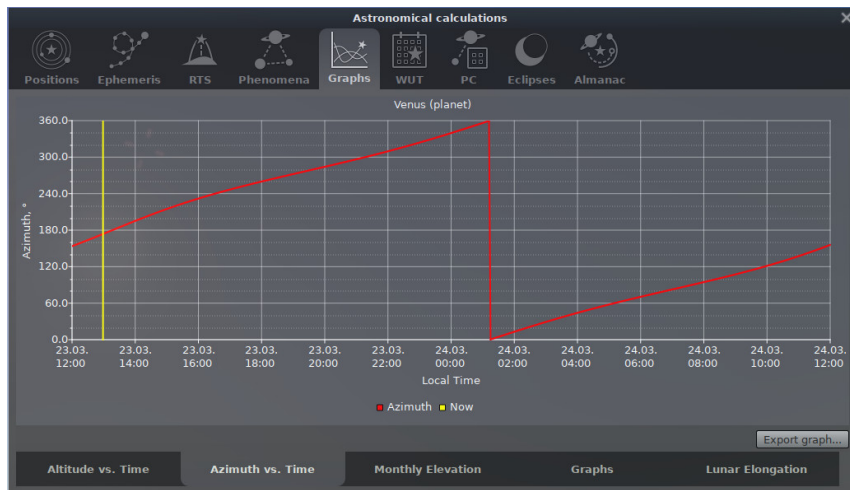 Astronomical calculations
Positions Ephemeris RTS Phenomena Graphs WUT PC Eclipses Almanac
Venus (planet)
Azimuth, °
360.0
300.0
240.0
180.0
120.0
60.0
0.0
23.03. 23.03. 23.03. 23.03. 23.03. 23.03. 24.03. 24.03. 24.03. 24.03. 24.03. 24.03. 24.03.
12:00 14:00 16:00 18:00 20:00 22:00 00:00 02:00 04:00 06:00 08:00 10:00 12:00
Local Time
Azimuth Now
Export graph...
Altitude vs. Time Azimuth vs. Time Monthly Elevation Graphs Lunar Elongation